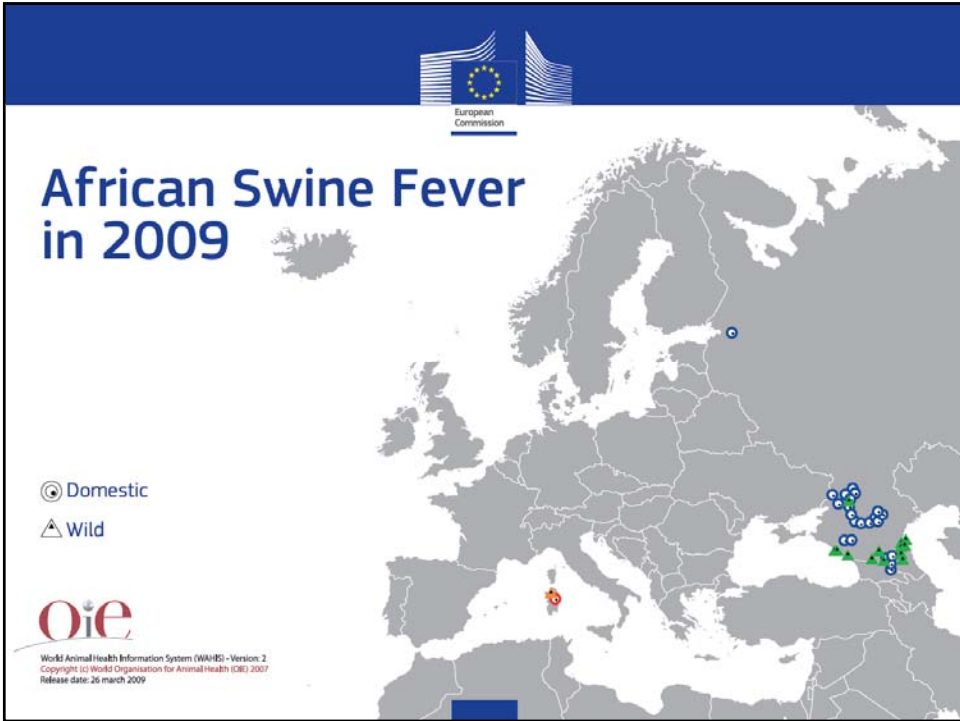 European
Commission
African Swine Fever
in 2009
Domestic
Wild
OiE
World Animal Health Information System (WAHIS) - Version: 2
Copyright (c) World Organisation for Animal Health (OIE) 2007
Release date: 26 march 2009